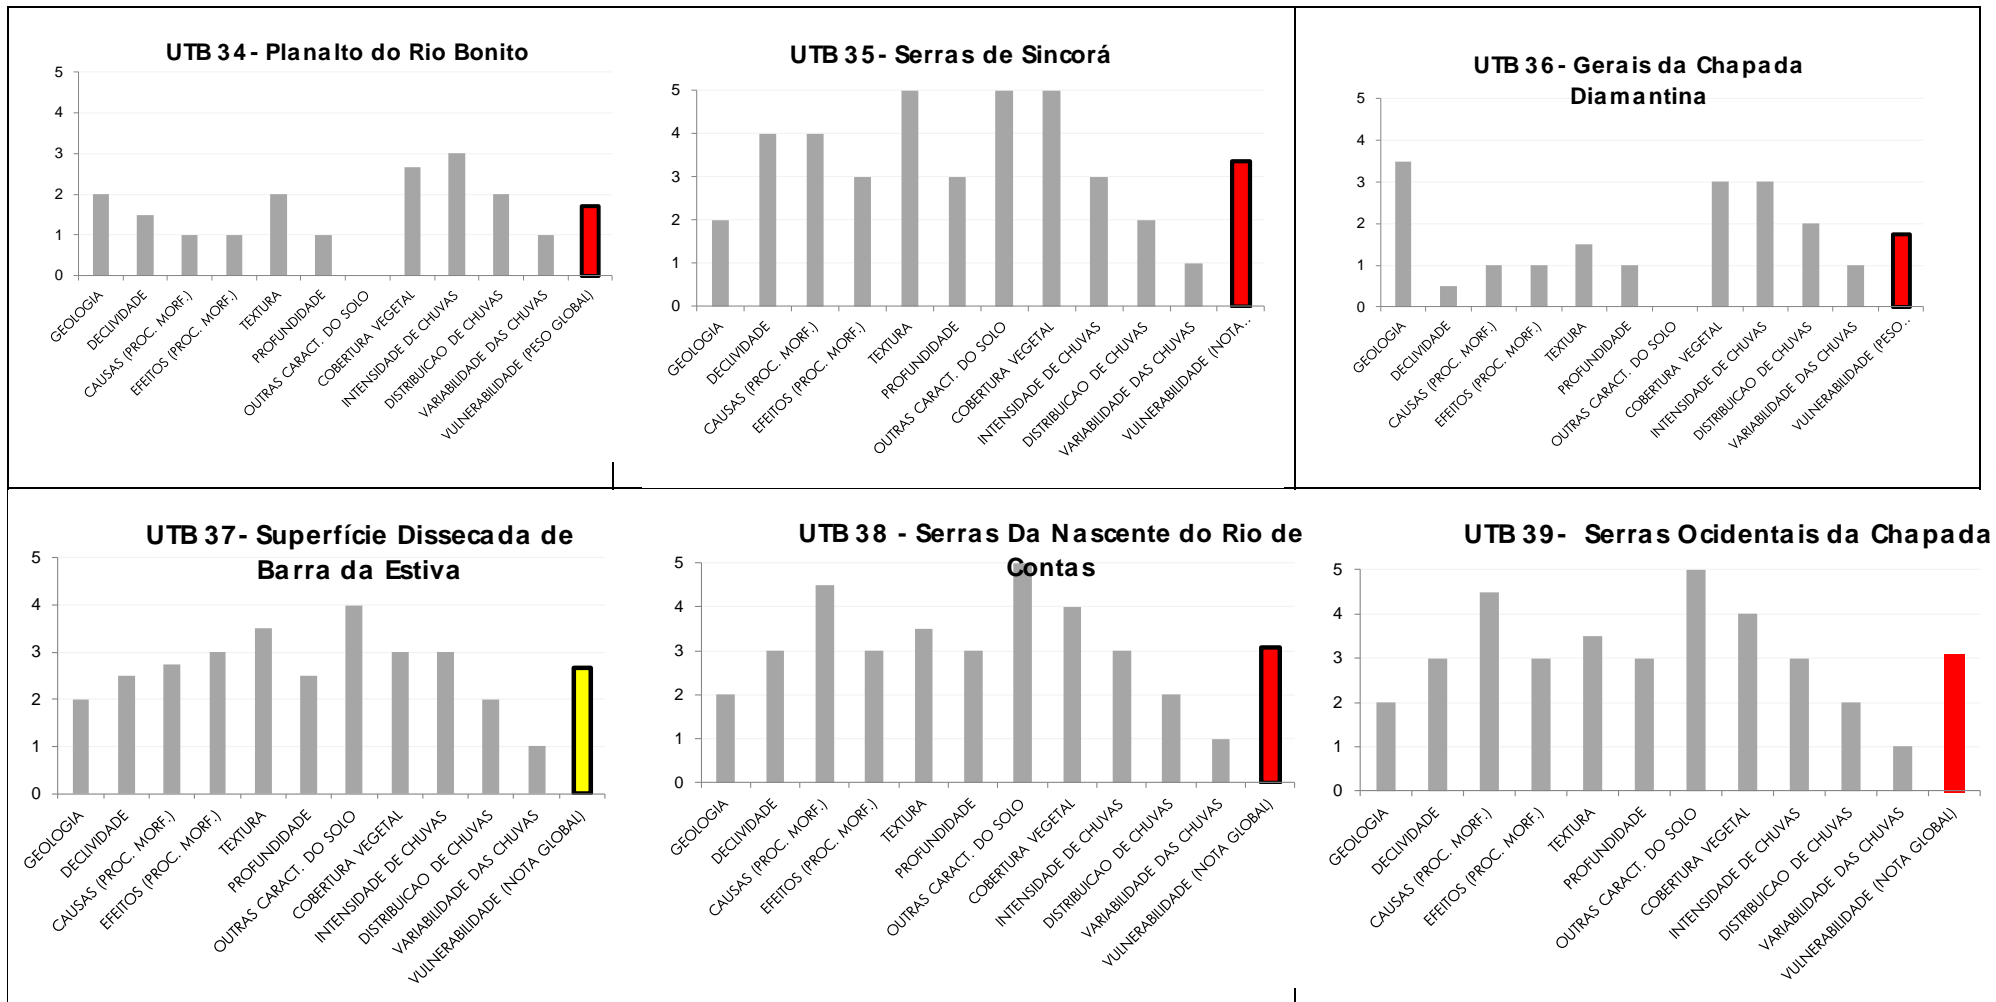 UTB 34- Planalto do Rio Bonito
5
4
3
2
1
0
GEOLOGIA
DECLIVIDADE
CAUSAS (PROC. MORF.)
EFEITOS (PROC. MORF.)
TEXTURA
PROFUNDIDADE
OUTRAS CARACT. DO SOLO
COBERTURA VEGETAL
INTENSIDADE DE CHUVAS
DISTRIBUICAO DE CHUVAS
VARIABILIDADE DAS CHUVAS
VULNERABILIDADE (PESO GLOBAL)
UTB 35- Serras de Sincorá
5
4
3
2
1
0
GEOLOGIA
DECLIVIDADE
CAUSAS (PROC. MORF.)
EFEITOS (PROC. MORF.)
TEXTURA
PROFUNDIDADE
OUTRAS CARACT. DO SOLO
COBERTURA VEGETAL
INTENSIDADE DE CHUVAS
DISTRIBUICAO DE CHUVAS
VARIABILIDADE DAS CHUVAS
VULNERABILIDADE (NOTA..
UTB 36- Gerais da Chapada
Diamantina
5
4
3
2
1
0
GEOLOGIA
DECLIVIDADE
CAUSAS (PROC. MORF.)
EFEITOS (PROC. MORF.)
TEXTURA
PROFUNDIDADE
OUTRAS CARACT. DO SOLO
COBERTURA VEGETAL
INTENSIDADE DE CHUVAS
DISTRIBUICAO DE CHUVAS
VARIABILIDADE DAS CHUVAS
VULNERABILIDADE (PESO..
UTB 37- Superfície Dissecada de
Barra da Estiva
5
4
3
2
1
0
GEOLOGIA
DECLIVIDADE
CAUSAS (PROC. MORF.)
EFEITOS (PROC. MORF.)
TEXTURA
PROFUNDIDADE
OUTRAS CARACT. DO SOLO
COBERTURA VEGETAL
INTENSIDADE DE CHUVAS
DISTRIBUICAO DE CHUVAS
VARIABILIDADE DAS CHUVAS
VULNERABILIDADE (NOTA GLOBAL)
UTB 38 - Serras Da Nascente do Rio de
Contas
5
4
3
2
1
0
GEOLOGIA
DECLIVIDADE
CAUSAS (PROC. MORF.)
EFEITOS (PROC. MORF.)
TEXTURA
PROFUNDIDADE
OUTRAS CARACT. DO SOLO
COBERTURA VEGETAL
INTENSIDADE DE CHUVAS
DISTRIBUICAO DE CHUVAS
VARIABILIDADE DAS CHUVAS
VULNERABILIDADE (NOTA GLOBAL)
UTB 39- Serras Ocidentais da Chapada
5
4
3
2
1
0
GEOLOGIA
DECLIVIDADE
CAUSAS (PROC. MORF.)
EFEITOS (PROC. MORF.)
TEXTURA
PROFUNDIDADE
OUTRAS CARACT. DO SOLO
COBERTURA VEGETAL
INTENSIDADE DE CHUVAS
DISTRIBUICAO DE CHUVAS
VARIABILIDADE DAS CHUVAS
VULNERABILIDADE (NOTA GLOBAL)